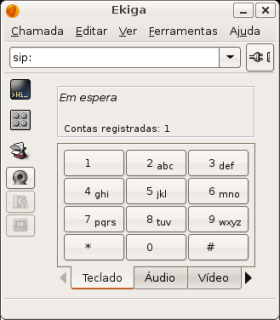 Ekiga
Chamada Editar Ver Ferramentas Ajuda
sip:
Em espera
Contas registradas: 1
1 2 abc 3 def
4 ghi 5 jkl 6 mno
7 pqrs 8 tuv 9 wxyz
* 0 #
Teclado Áudio Vídeo